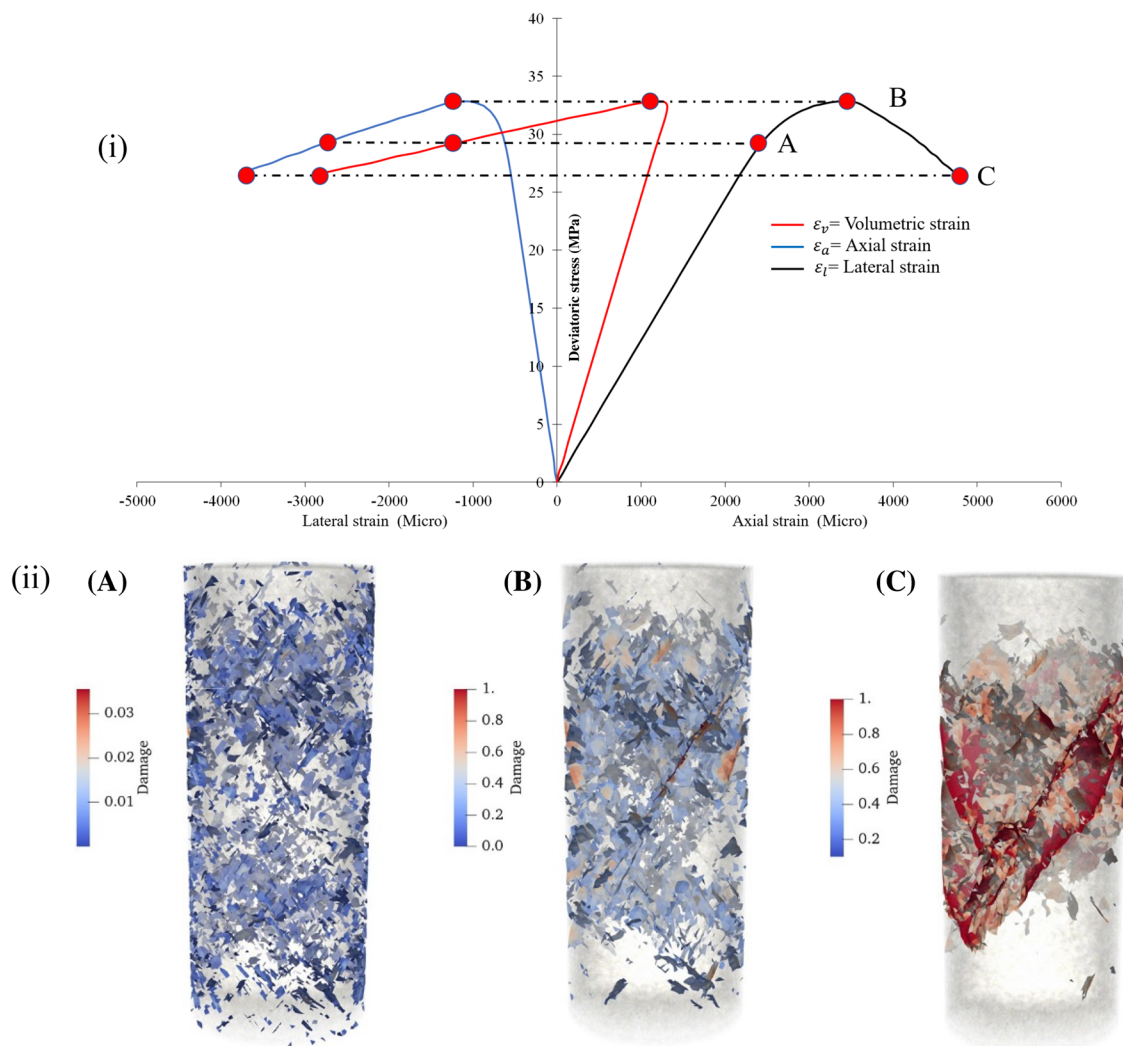 (i)
40
35
30
25
20
15
10
5
0
Deviatoric stress (MPa)
A
B
C
εv= Volumetric strain
εa= Axial strain
εl= Lateral strain
-5000 -4000 -3000 -2000 -1000 0 1000 2000 3000 4000 5000 6000
Lateral strain (Micro) Axial strain (Micro)
(ii)
(A)
0.03
0.02
0.01
Damage
(B)
1.
0.8
0.6
0.4
0.2
0.0
Damage
(C)
1.
0.8
0.6
0.4
0.2
Damage